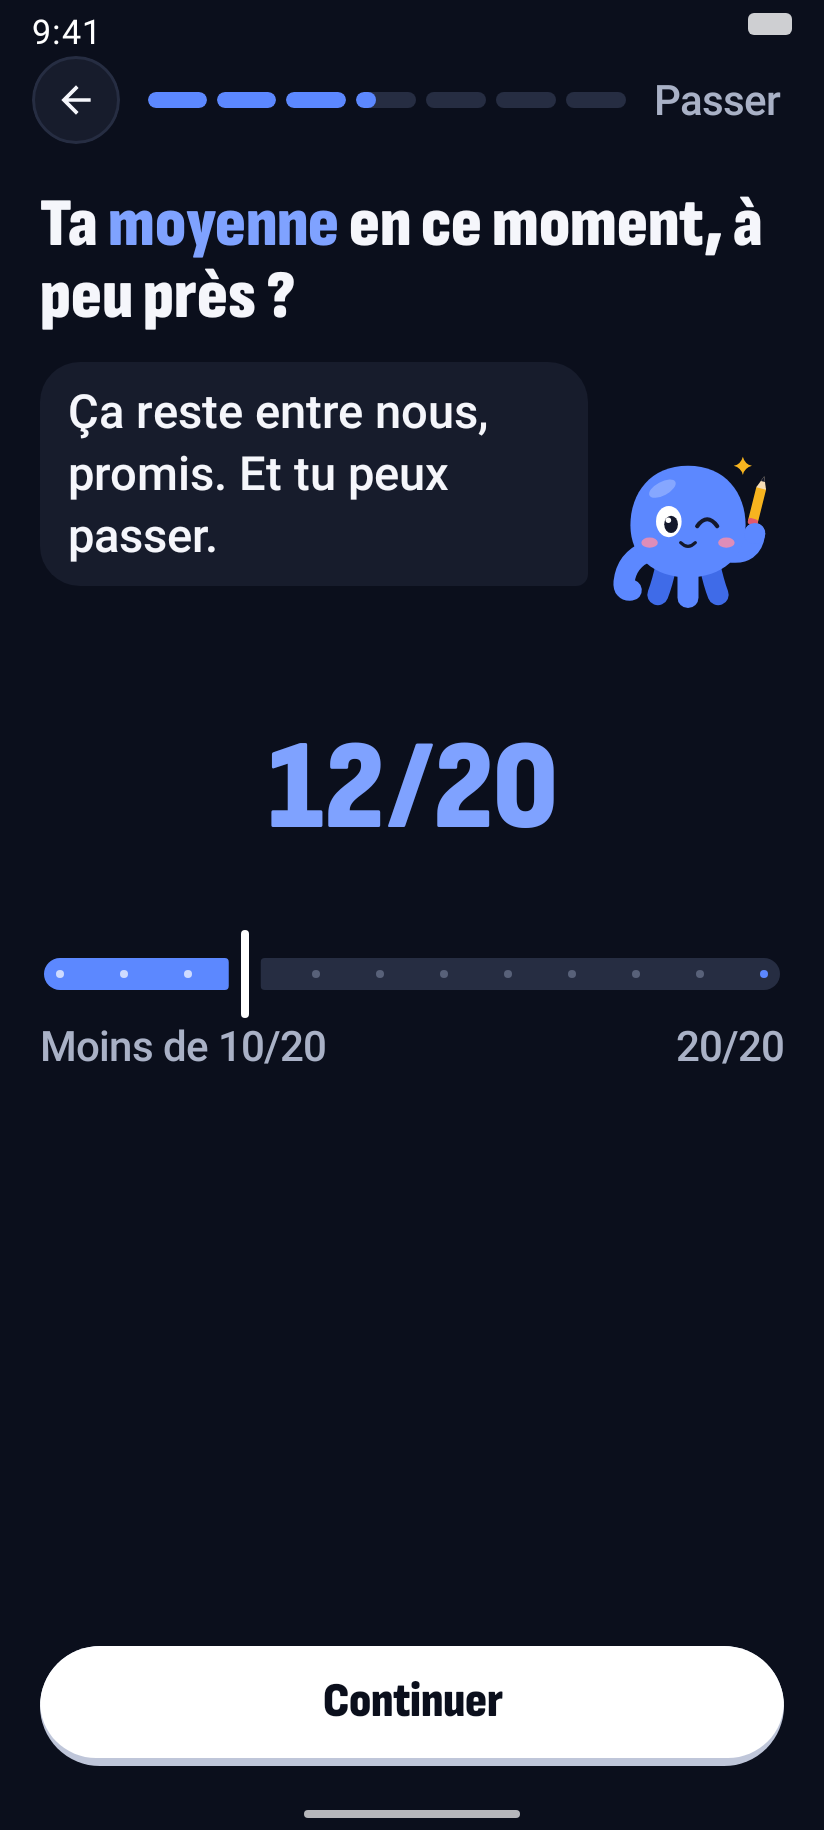 9:41
Passer
Ta moyenne en ce moment, à
peu près ?
Ça reste entre nous,
promis. Et tu peux
passer.
12/20
Moins de 10/20
20/20
Continuer